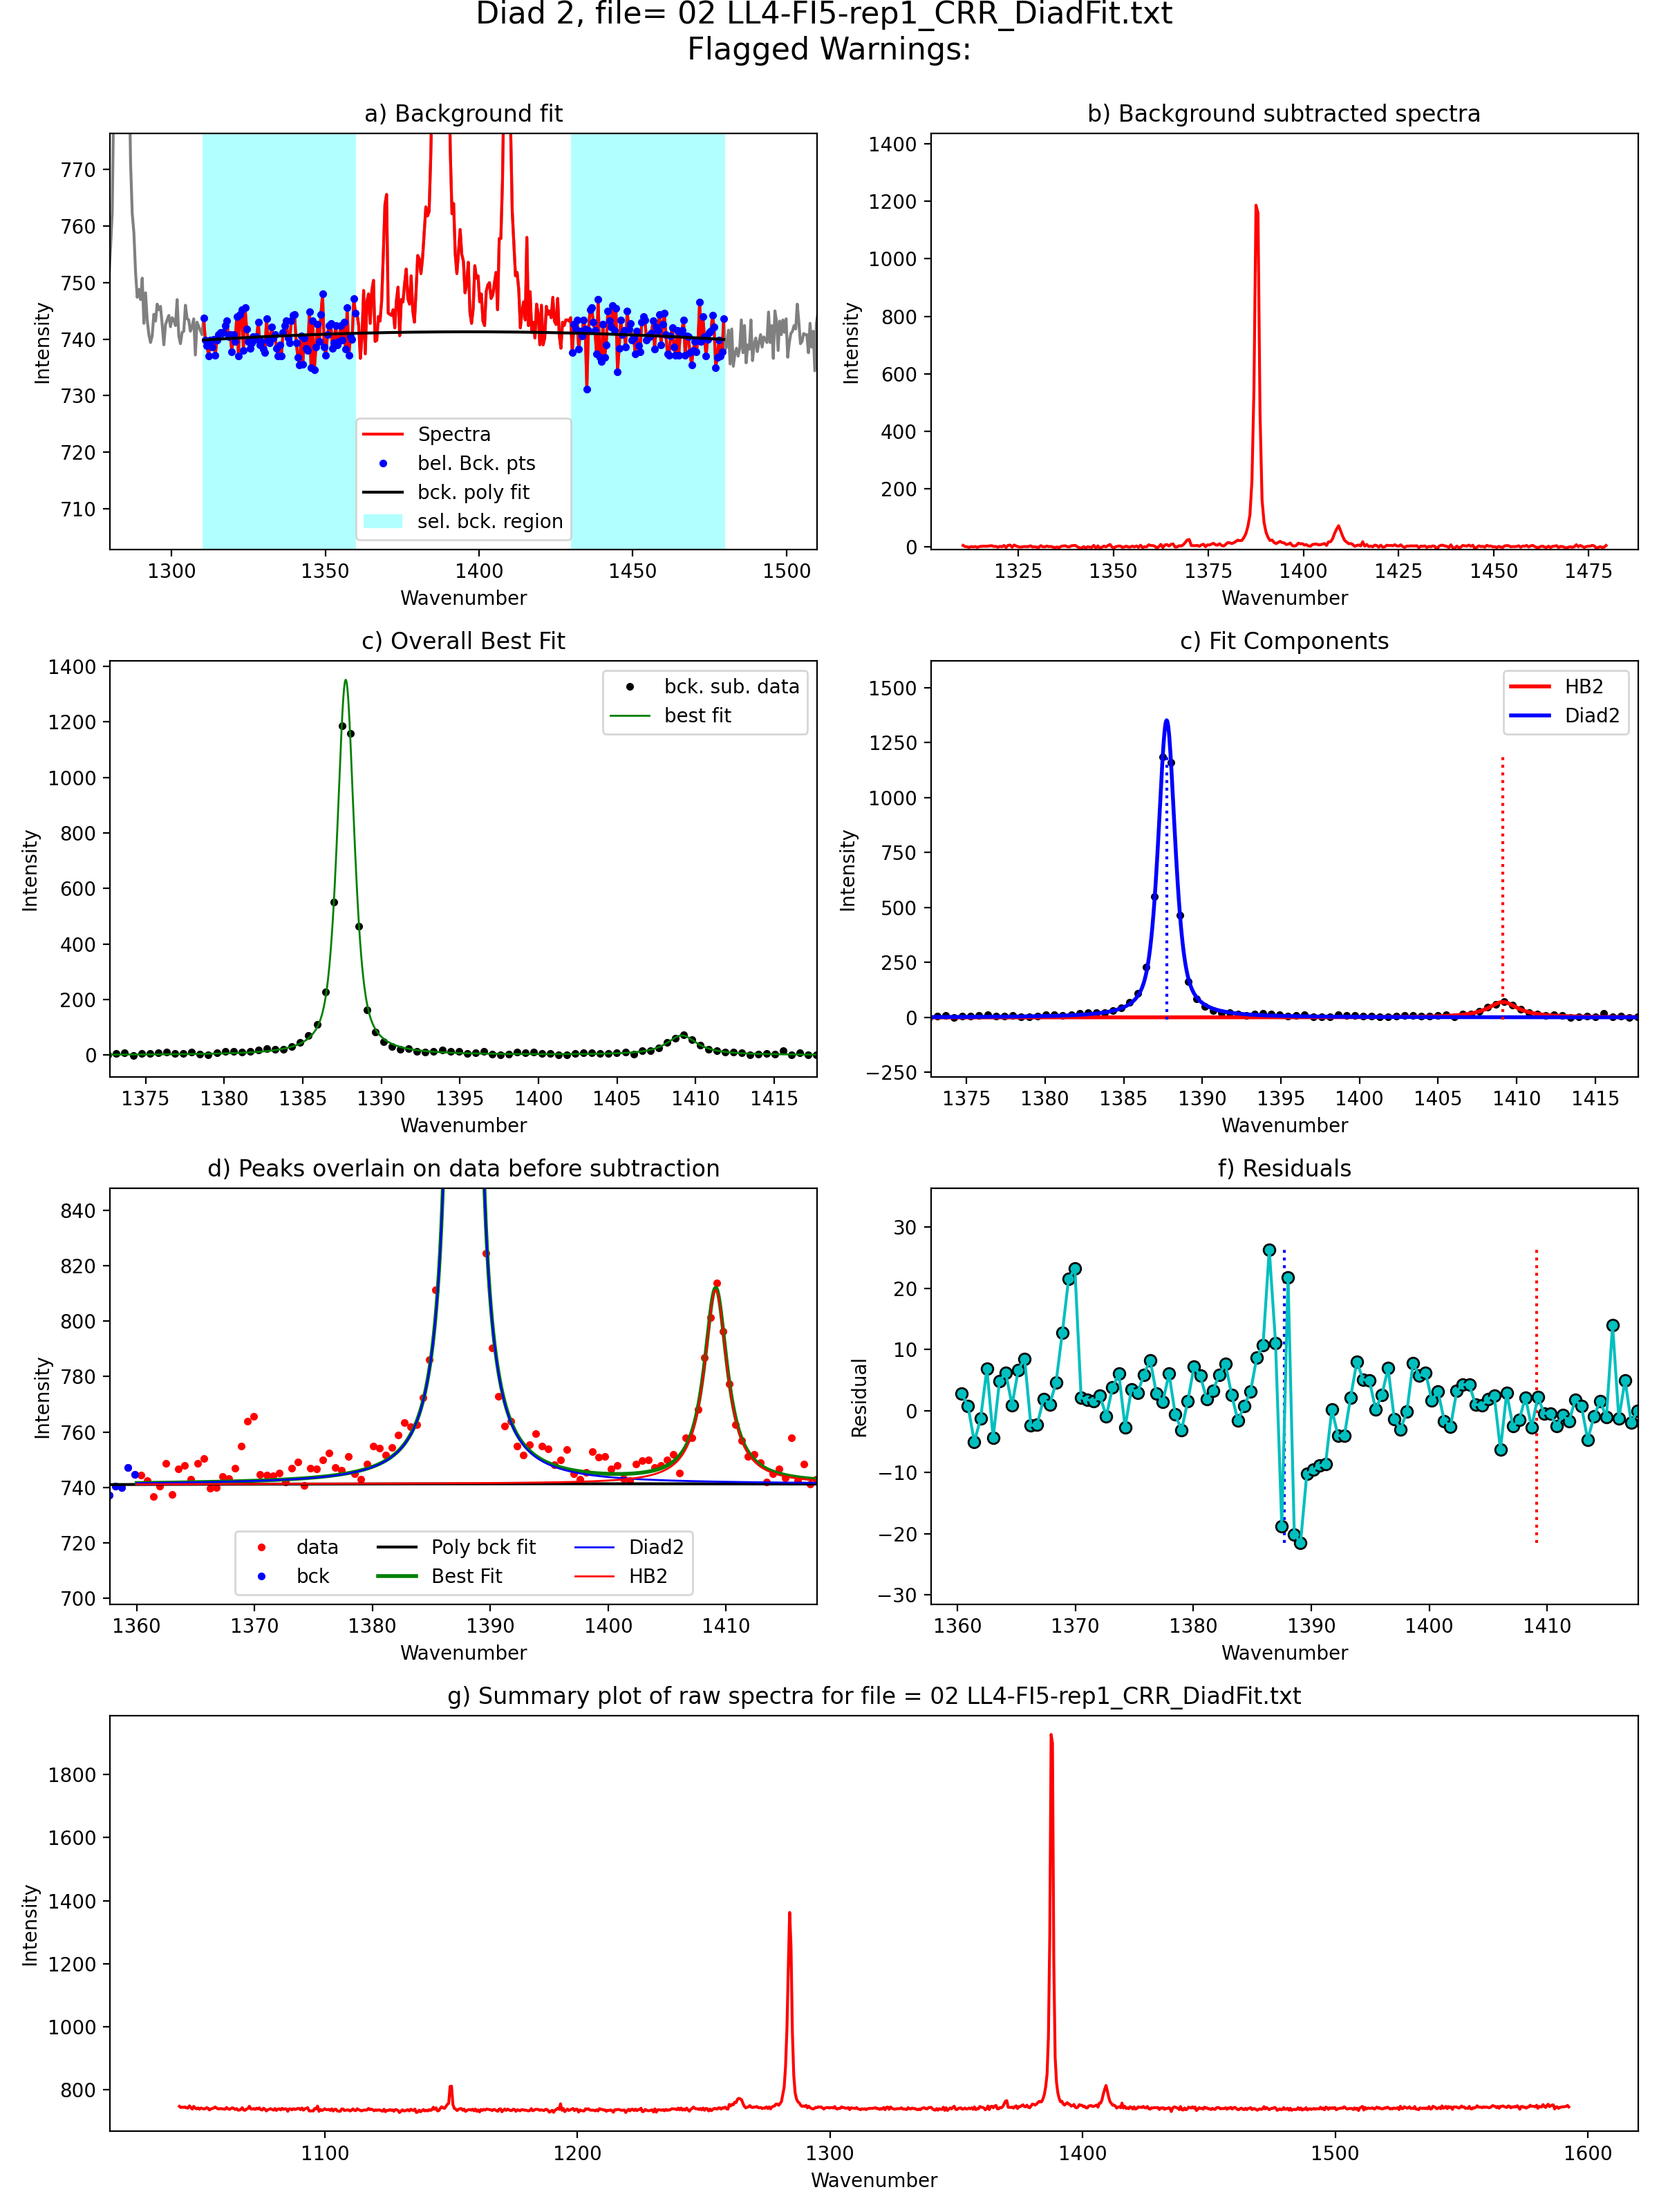 Diad 2, file= 02 LL4-FI5-rep1_CRR_DiadFit.txt
Flagged Warnings:
a) Background fit
770
760
750
740
730
720
710
Intensity
Spectra
bel. Bck. pts
bck. poly fit
sel. bck. region
1300 1350 1400 1450 1500
Wavenumber
b) Background subtracted spectra
1400
1200
1000
800
600
400
200
0
Intensity
1325 1350 1375 1400 1425 1450 1475
Wavenumber
c) Overall Best Fit
1400
1200
1000
800
600
400
200
0
Intensity
bck. sub. data
best fit
1375 1380 1385 1390 1395 1400 1405 1410 1415
Wavenumber
c) Fit Components
1500
1250
1000
750
500
250
0
−250
Intensity
HB2
Diad2
1375 1380 1385 1390 1395 1400 1405 1410 1415
Wavenumber
d) Peaks overlain on data before subtraction
840
820
800
780
760
740
720
700
Intensity
data Poly bck fit Diad2
bck Best Fit HB2
1360 1370 1380 1390 1400 1410
Wavenumber
f) Residuals
30
20
10
0
−10
−20
−30
Residual
1360 1370 1380 1390 1400 1410
Wavenumber
g) Summary plot of raw spectra for file = 02 LL4-FI5-rep1_CRR_DiadFit.txt
1800
1600
1400
1200
1000
800
Intensity
1100 1200 1300 1400 1500 1600
Wavenumber